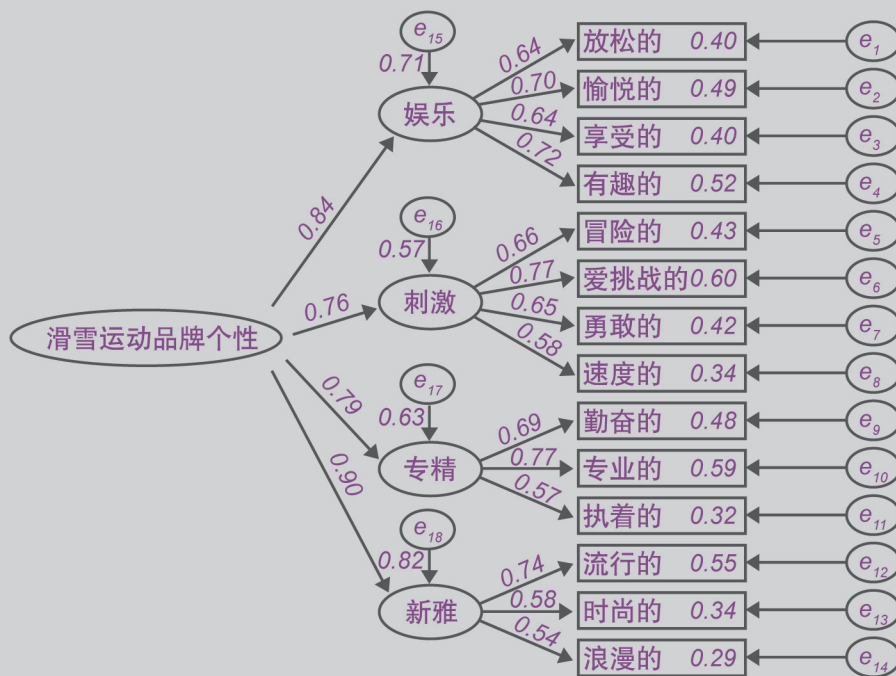 e15
0.71
娱乐
0.64
0.70
0.64
0.72
放松的 0.40
e1
愉悦的 0.49
e2
享受的 0.40
e3
有趣的 0.52
e4
0.84
e16
0.57
刺激
0.66
0.77
0.65
0.58
冒险的 0.43
e5
爱挑战的0.60
e6
勇敢的 0.42
e7
速度的 0.34
e8
0.76
滑雪运动品牌个性
0.79
e17
0.63
专精
0.69
0.77
0.57
勤奋的 0.48
e9
专业的 0.59
e10
执着的 0.32
e11
0.90
e18
0.82
新雅
0.74
0.58
0.54
流行的 0.55
e12
时尚的 0.34
e13
浪漫的 0.29
e14